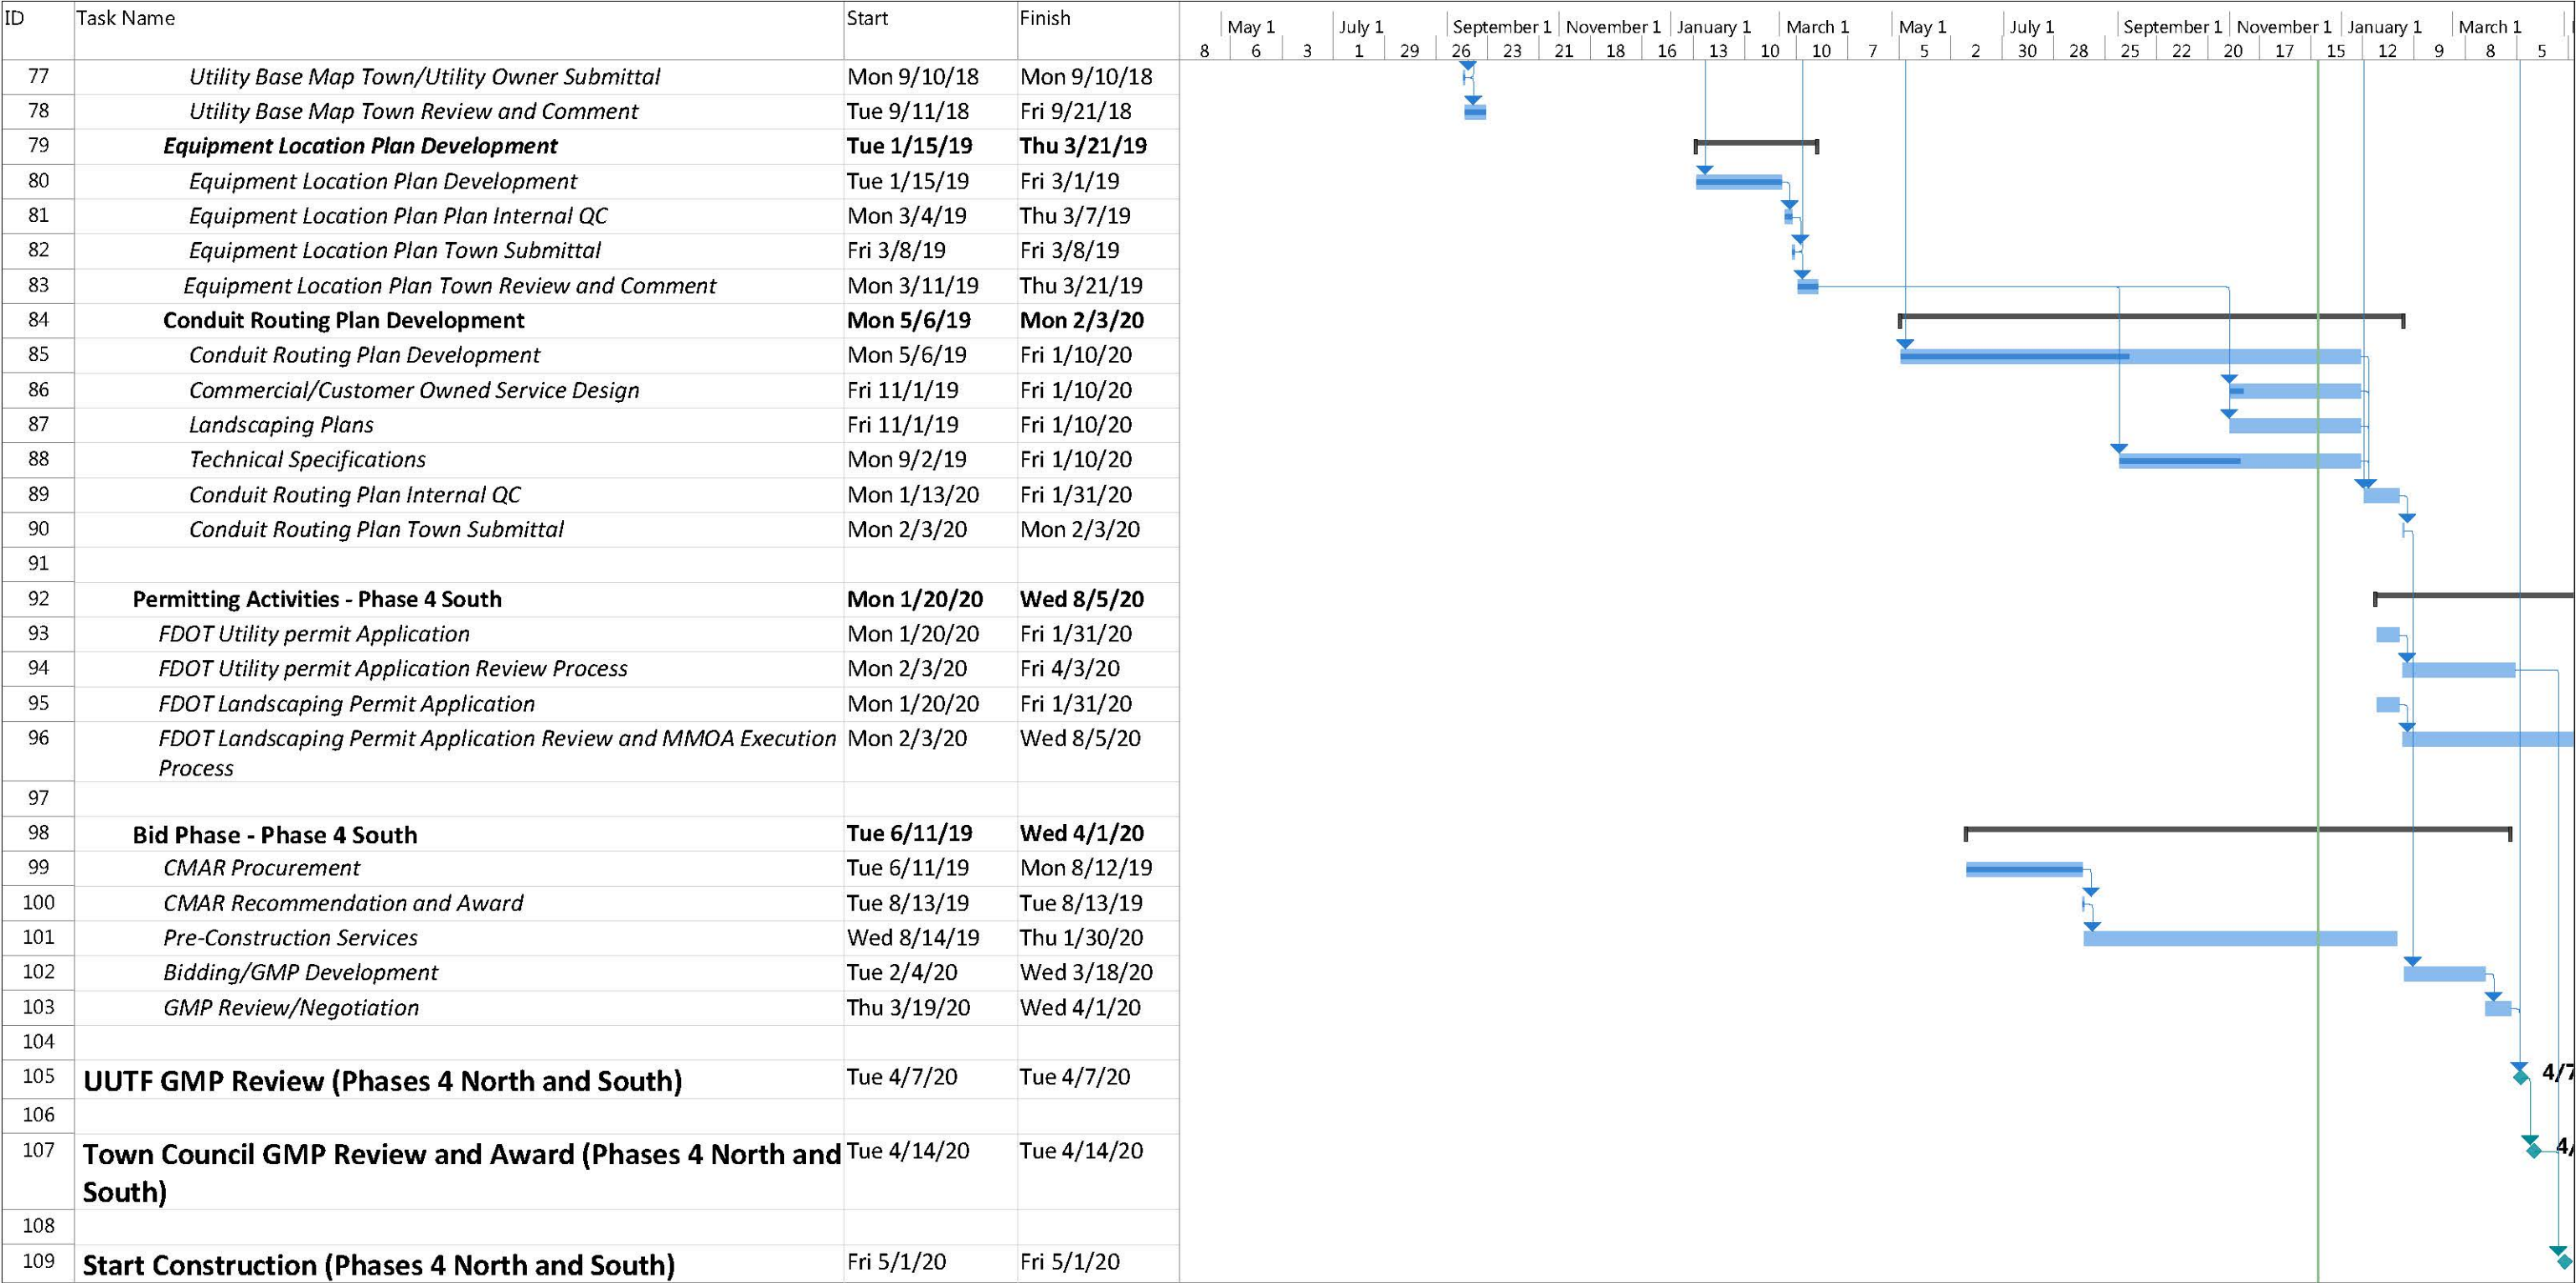 ID Task Name Start Finish
May 1 July 1 September 1 November 1 January 1 March 1 May 1 July 1 September 1 November 1 January 1 March 1
8 6 3 1 29 26 23 21 18 16 13 10 10 7 5 2 30 28 25 22 20 17 15 12 9 8 5
77 Utility Base Map Town/Utility Owner Submittal Mon 9/10/18 Mon 9/10/18
78 Utility Base Map Town Review and Comment Tue 9/11/18 Fri 9/21/18
79 Equipment Location Plan Development Tue 1/15/19 Thu 3/21/19
80 Equipment Location Plan Development Tue 1/15/19 Fri 3/1/19
81 Equipment Location Plan Plan Internal QC Mon 3/4/19 Thu 3/7/19
82 Equipment Location Plan Town Submittal Fri 3/8/19 Fri 3/8/19
83 Equipment Location Plan Town Review and Comment Mon 3/11/19 Thu 3/21/19
84 Conduit Routing Plan Development Mon 5/6/19 Mon 2/3/20
85 Conduit Routing Plan Development Mon 5/6/19 Fri 1/10/20
86 Commercial/Customer Owned Service Design Fri 11/1/19 Fri 1/10/20
87 Landscaping Plans Fri 11/1/19 Fri 1/10/20
88 Technical Specifications Mon 9/2/19 Fri 1/10/20
89 Conduit Routing Plan Internal QC Mon 1/13/20 Fri 1/31/20
90 Conduit Routing Plan Town Submittal Mon 2/3/20 Mon 2/3/20
91
92 Permitting Activities - Phase 4 South Mon 1/20/20 Wed 8/5/20
93 FDOT Utility permit Application Mon 1/20/20 Fri 1/31/20
94 FDOT Utility permit Application Review Process Mon 2/3/20 Fri 4/3/20
95 FDOT Landscaping Permit Application Mon 1/20/20 Fri 1/31/20
96 FDOT Landscaping Permit Application Review and MMOA Execution Mon 2/3/20 Wed 8/5/20
Process
97
98 Bid Phase - Phase 4 South Tue 6/11/19 Wed 4/1/20
99 CMAR Procurement Tue 6/11/19 Mon 8/12/19
100 CMAR Recommendation and Award Tue 8/13/19 Tue 8/13/19
101 Pre-Construction Services Wed 8/14/19 Thu 1/30/20
102 Bidding/GMP Development Tue 2/4/20 Wed 3/18/20
103 GMP Review/Negotiation Thu 3/19/20 Wed 4/1/20
104
105 UUTF GMP Review (Phases 4 North and South) Tue 4/7/20 Tue 4/7/20 4/7
106
107 Town Council GMP Review and Award (Phases 4 North and Tue 4/14/20 Tue 4/14/20 4/
South)
108
109 Start Construction (Phases 4 North and South) Fri 5/1/20 Fri 5/1/20